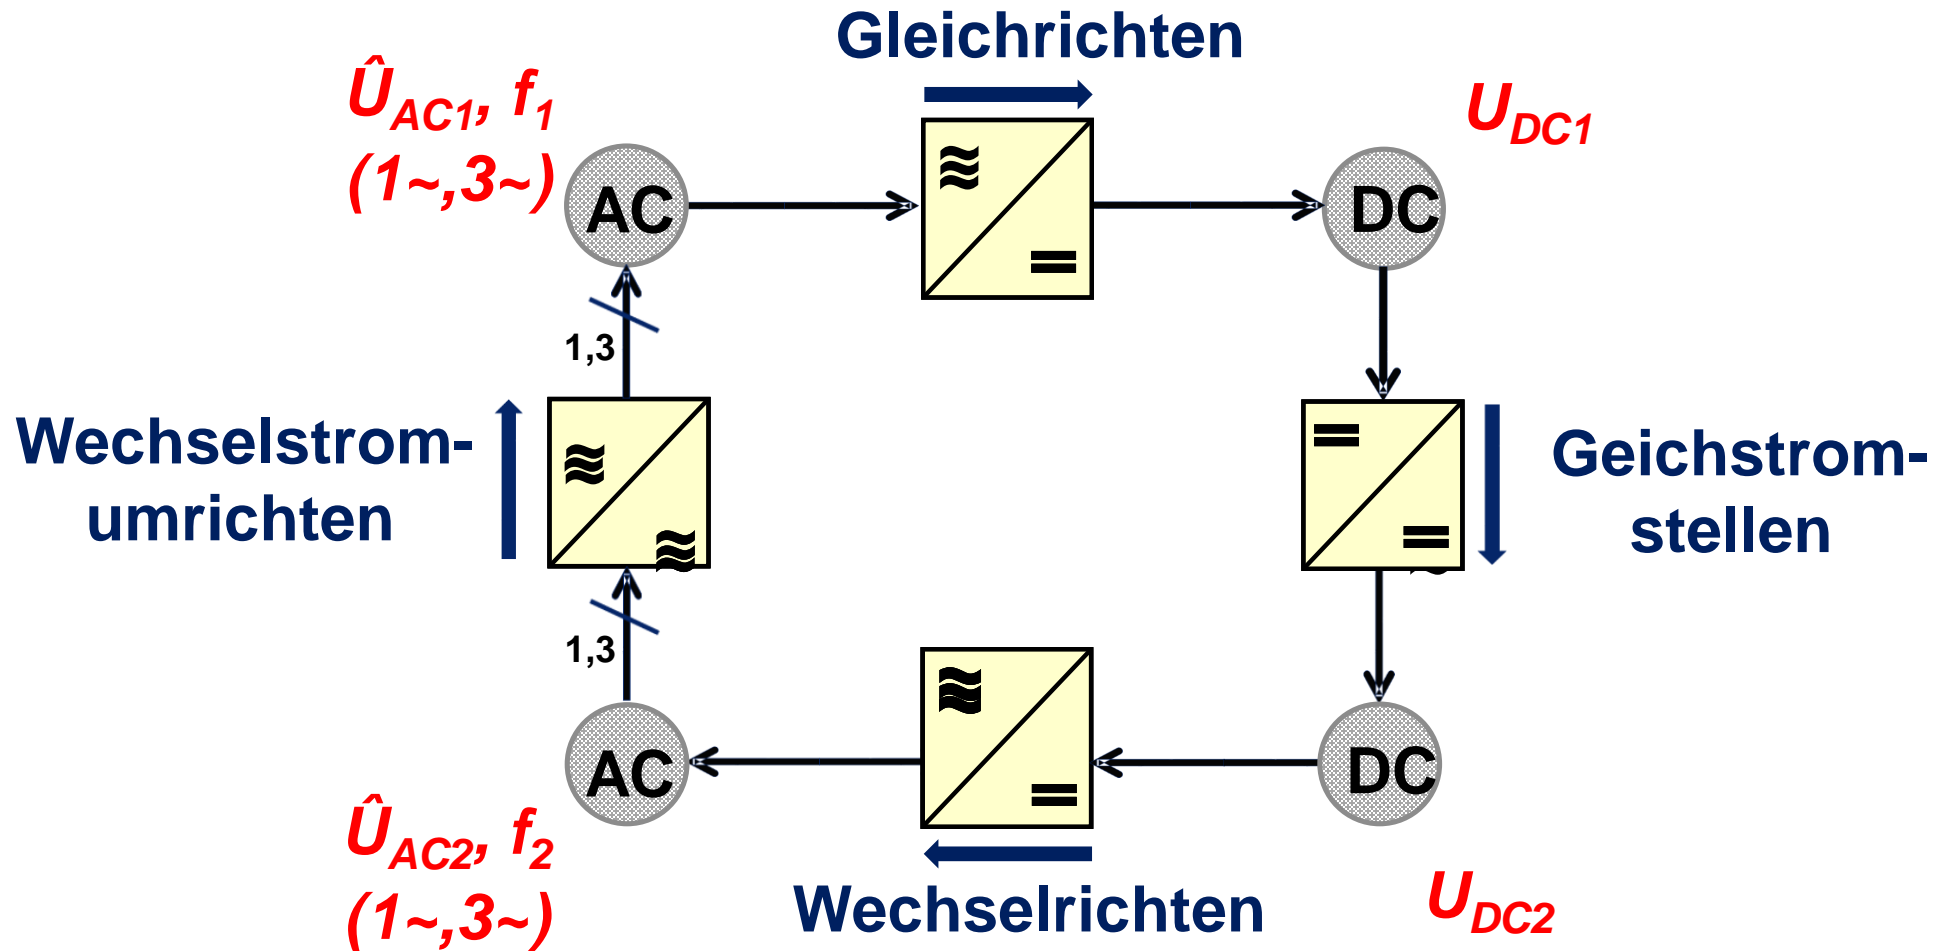 Gleichrichten
Û_AC1, f_1
(1~,3~)
U_DC1
AC
DC
1,3
Wechselstrom-
umrichten
Geichstrom-
stellen
1,3
AC
DC
Û_AC2, f_2
(1~,3~)
Wechselrichten
U_DC2